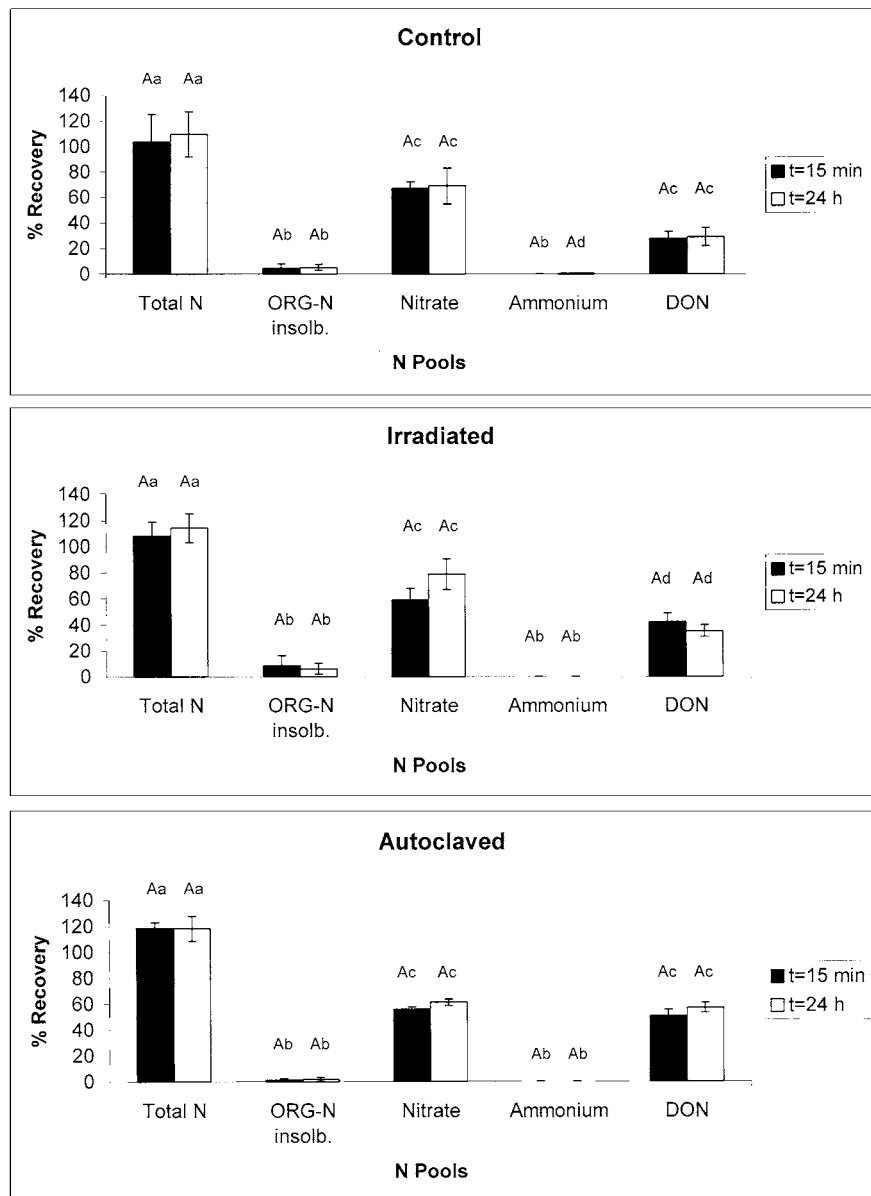 Control
Aa Aa
Ac Ac
Ac Ac
Ab Ab
Ab Ad
% Recovery
140
120
100
80
60
40
20
0
t=15 min
t=24 h
Total N
ORG-N
insolb.
Nitrate
Ammonium
DON
N Pools
Irradiated
Aa Aa
Ac Ac
Ad Ad
Ab Ab
Ab Ab
% Recovery
140
120
100
80
60
40
20
0
t=15 min
t=24 h
Total N
ORG-N
insolb.
Nitrate
Ammonium
DON
N Pools
Autoclaved
Aa Aa
Ac Ac
Ac Ac
Ab Ab
Ab Ab
% Recovery
140
120
100
80
60
40
20
0
t=15 min
t=24 h
Total N
ORG-N
insolb.
Nitrate
Ammonium
DON
N Pools